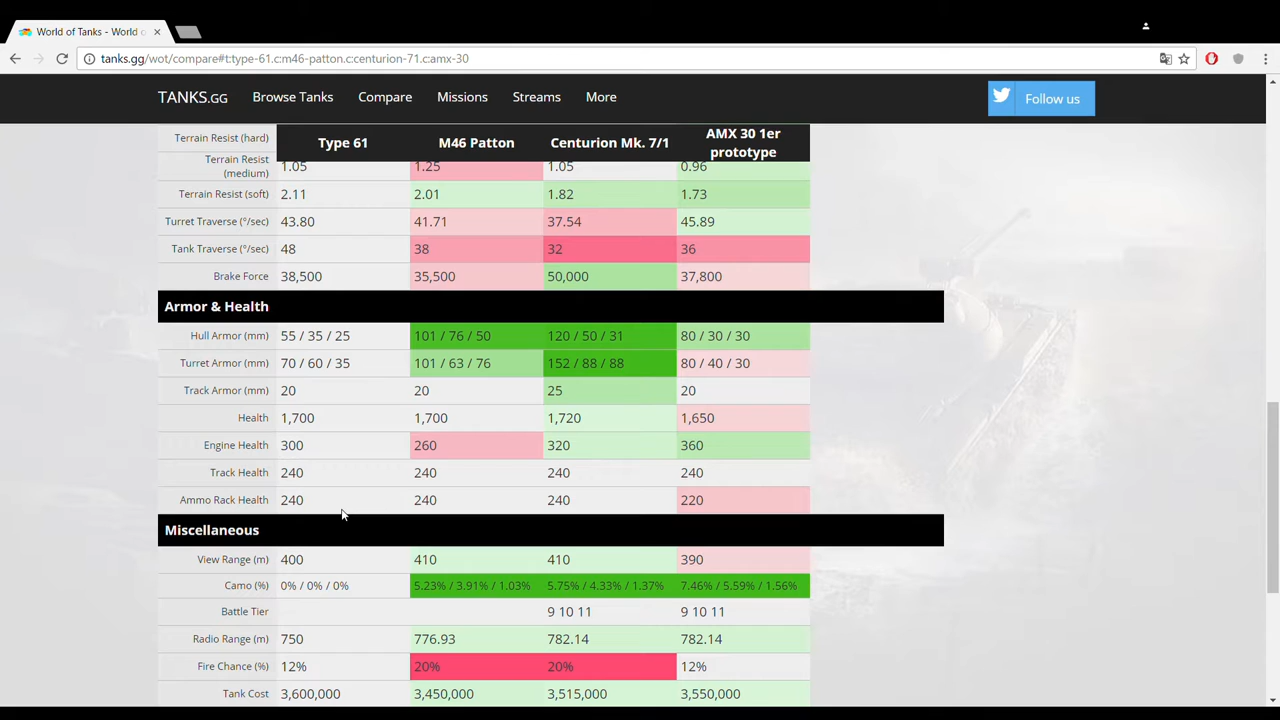 World of Tanks - World o
tanks.gg/wot/compare#t:type-61.c:m46-patton.c:centurion-71.c:amx-30
TANKS.GG Browse Tanks Compare Missions Streams More Follow us
Terrain Resist (hard) Type 61 M46 Patton Centurion Mk. 7/1 AMX 30 1er prototype
Terrain Resist (medium) 1.05 1.25 1.05 0.96
Terrain Resist (soft) 2.11 2.01 1.82 1.73
Turret Traverse (°/sec) 43.80 41.71 37.54 45.89
Tank Traverse (°/sec) 48 38 32 36
Brake Force 38,500 35,500 50,000 37,800
Armor & Health
Hull Armor (mm) 55 / 35 / 25 101 / 76 / 50 120 / 50 / 31 80 / 30 / 30
Turret Armor (mm) 70 / 60 / 35 101 / 63 / 76 152 / 88 / 88 80 / 40 / 30
Track Armor (mm) 20 20 25 20
Health 1,700 1,700 1,720 1,650
Engine Health 300 260 320 360
Track Health 240 240 240 240
Ammo Rack Health 240 240 240 220
Miscellaneous
View Range (m) 400 410 410 390
Camo (%) 0% / 0% / 0% 5.23% / 3.91% / 1.03% 5.75% / 4.33% / 1.37% 7.46% / 5.59% / 1.56%
Battle Tier 9 10 11 9 10 11
Radio Range (m) 750 776.93 782.14 782.14
Fire Chance (%) 12% 20% 20% 12%
Tank Cost 3,600,000 3,450,000 3,515,000 3,550,000